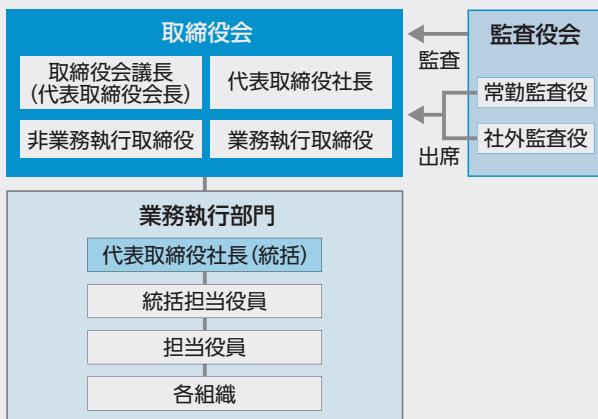 取締役会
取締役会議長
(代表取締役会長)
代表取締役社長
非業務執行取締役
業務執行取締役
監査
出席
監査役会
常勤監査役
社外監査役
業務執行部門
代表取締役社長(統括)
統括担当役員
担当役員
各組織